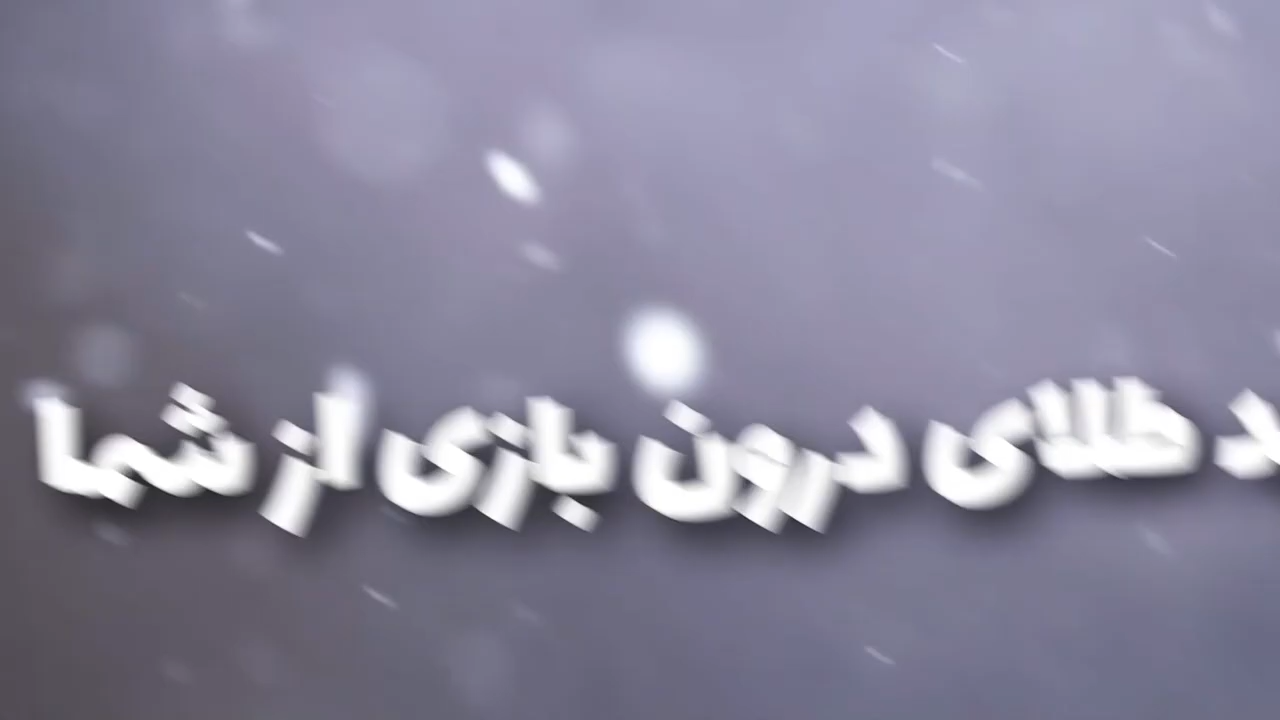 طلای درون بازی از شما